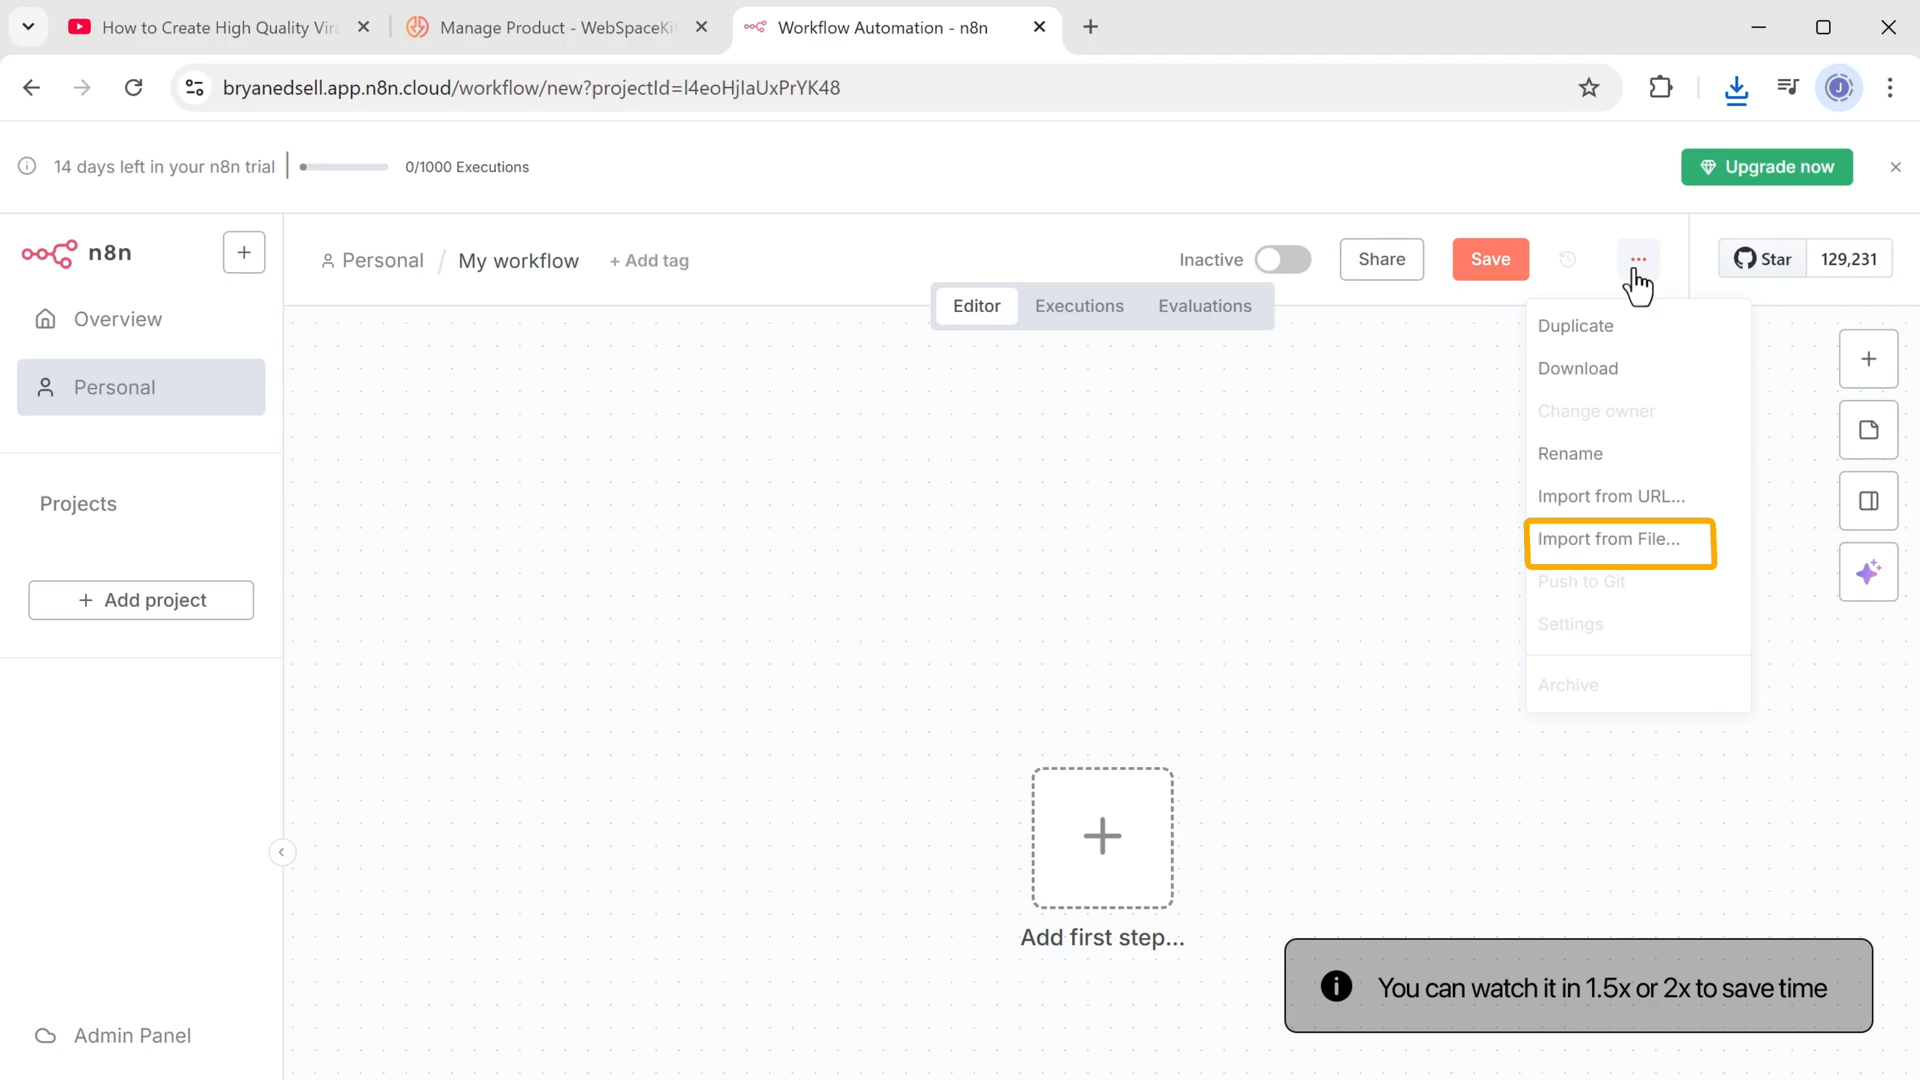 How to Create High Quality Vira
Manage Product - WebSpaceKi
Workflow Automation - n8n
bryanedsell.app.n8n.cloud/workflow/new?projectId=l4eoHjlaUxPrYK48
J
14 days left in your n8n trial
0/1000 Executions
Upgrade now
n8n
Personal / My workflow
+ Add tag
Inactive
Share
Save
Star
129,231
Editor
Executions
Evaluations
Overview
Personal
Projects
+ Add project
Admin Panel
Duplicate
Download
Change owner
Rename
Import from URL...
Import from File...
Push to Git
Settings
Archive
Add first step...
You can watch it in 1.5x or 2x to save time